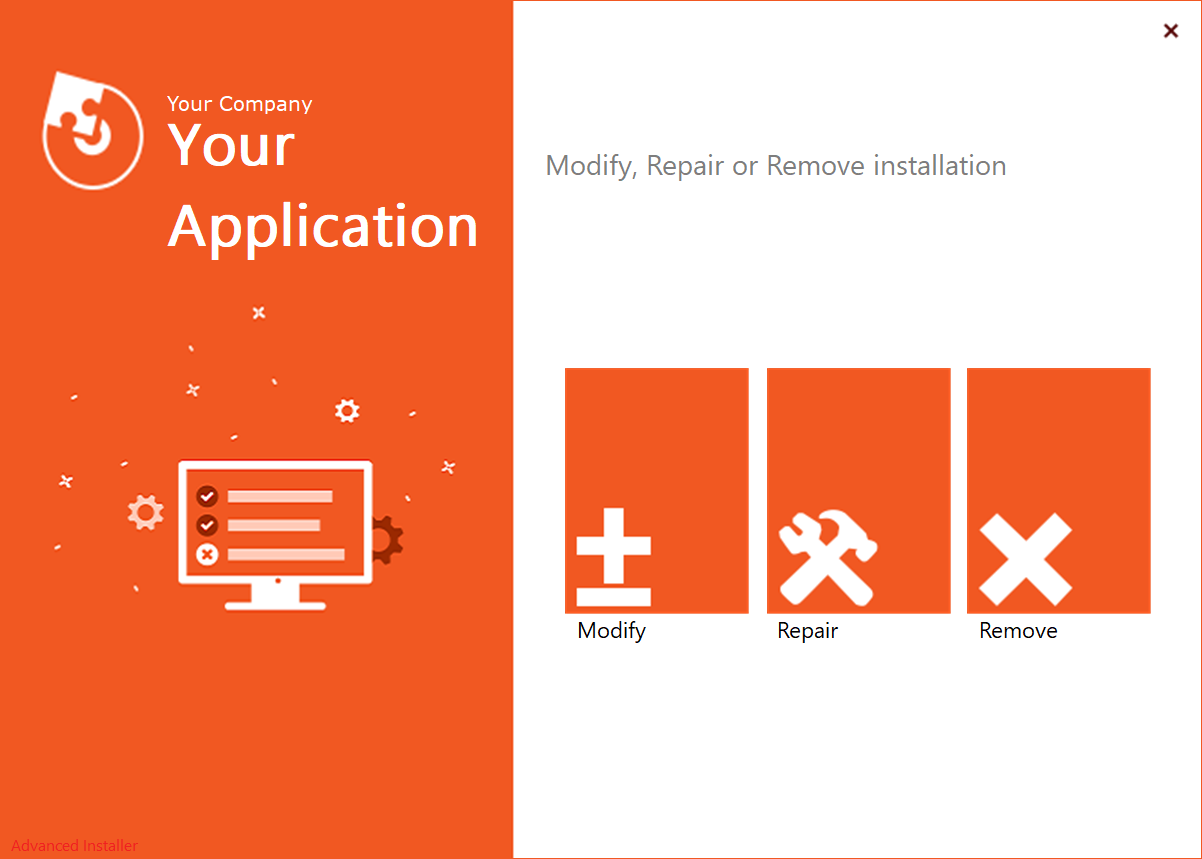 Your Company
Your
Application
Modify, Repair or Remove installation
Modify
Repair
Remove
Advanced Installer